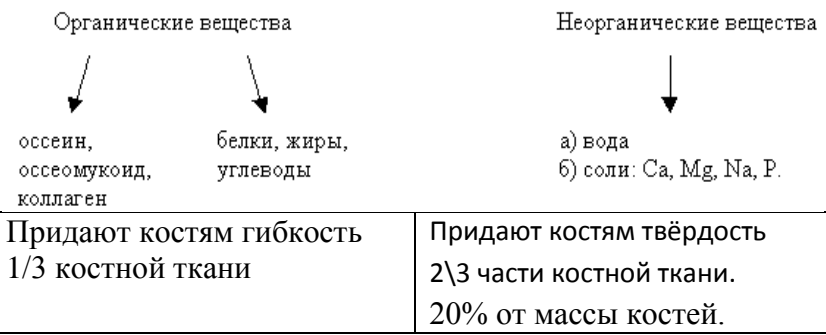 Органические вещества
Неорганические вещества
оссеин,
оссеомукоид,
коллаген
белки, жиры,
углеводы
а) вода
б) соли: Ca, Mg, Na, P.
Придают костям гибкость
1/3 костной ткани
Придают костям твёрдость
2\3 части костной ткани.
20% от массы костей.